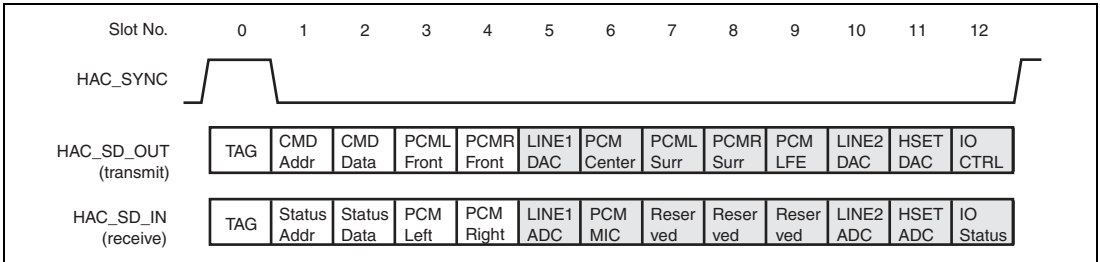 Slot No. 0 1 2 3 4 5 6 7 8 9 10 11 12
HAC_SYNC
HAC_SD_OUT
(transmit)
TAG
CMD
Addr
CMD
Data
PCML
Front
PCMR
Front
LINE1
DAC
PCM
Center
PCML
Surr
PCMR
Surr
PCM
LFE
LINE2
DAC
HSET
DAC
IO
CTRL
HAC_SD_IN
(receive)
TAG
Status
Addr
Status
Data
PCM
Left
PCM
Right
LINE1
ADC
PCM
MIC
Reser
ved
Reser
ved
Reser
ved
LINE2
ADC
HSET
ADC
IO
Status